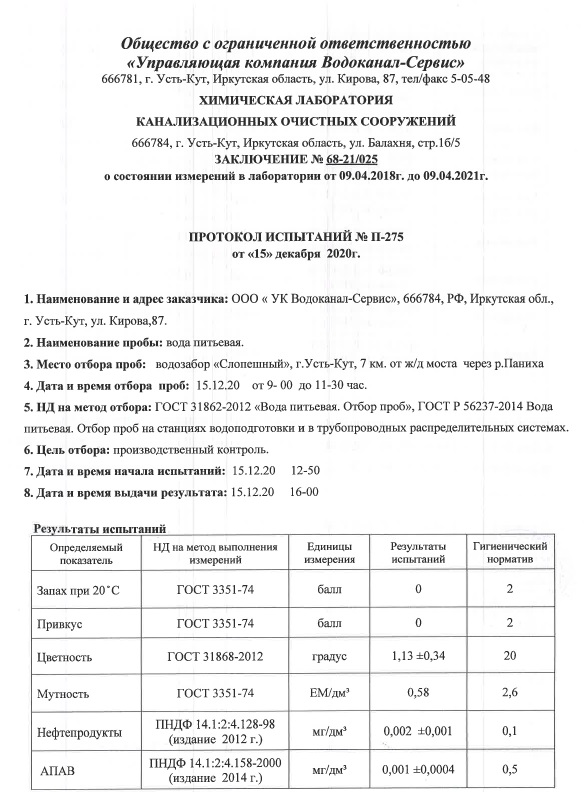 Общество с ограниченной ответственностью
«Управляющая компания Водоканал-Сервис»
666781, г. Усть-Кут, Иркутская область, ул. Кирова, 87, тел/факс 5-05-48
ХИМИЧЕСКАЯ ЛАБОРАТОРИЯ
КАНАЛИЗАЦИОННЫХ ОЧИСТНЫХ СООРУЖЕНИЙ
666784, г. Усть-Кут, Иркутская область, ул. Балахня, стр.1б/5
ЗАКЛЮЧЕНИЕ № 68-21/025
о состоянии измерений в лаборатории от 09.04.2018г. до 09.04.2021г.
ПРОТОКОЛ ИСПЫТАНИЙ № П-275
от «15» декабря 2020г.
1. Наименование и адрес заказчика: ООО « УК Водоканал-Сервис», 666784, РФ, Иркутская обл.,
г. Усть-Кут, ул. Кирова,87.
2. Наименование пробы: вода питьевая.
3. Место отбора проб: водозабор «Слопешный», г.Усть-Кут, 7 км. от ж/д моста через р.Паниха
4. Дата и время отбора проб: 15.12.20 от 9- 00 до 11-30 час.
5. НД на метод отбора: ГОСТ 31862-2012 «Вода питьевая. Отбор проб», ГОСТ Р 56237-2014 Вода
питьевая. Отбор проб на станциях водоподготовки и в трубопроводных распределительных системах.
6. Цель отбора: производственный контроль.
7. Дата и время начала испытаний: 15.12.20 12-50
8. Дата и время выдачи результата: 15.12.20 16-00
Результаты испытаний
Определяемый показатель НД на метод выполнения измерений Единицы измерения Результаты испытаний Гигиенический норматив
Запах при 20˚С ГОСТ 3351-74 балл 0 2
Привкус ГОСТ 3351-74 балл 0 2
Цветность ГОСТ 31868-2012 градус 1,13 ±0,34 20
Мутность ГОСТ 3351-74 ЕМ/дм³ 0,58 2,6
Нефтепродукты ПНДФ 14.1:2:4.128-98 (издание 2012 г.) мг/дм³ 0,002 ±0,001 0,1
АПАВ ПНДФ 14.1:2:4.158-2000 (издание 2014 г.) мг/дм³ 0,001 ±0,0004 0,5